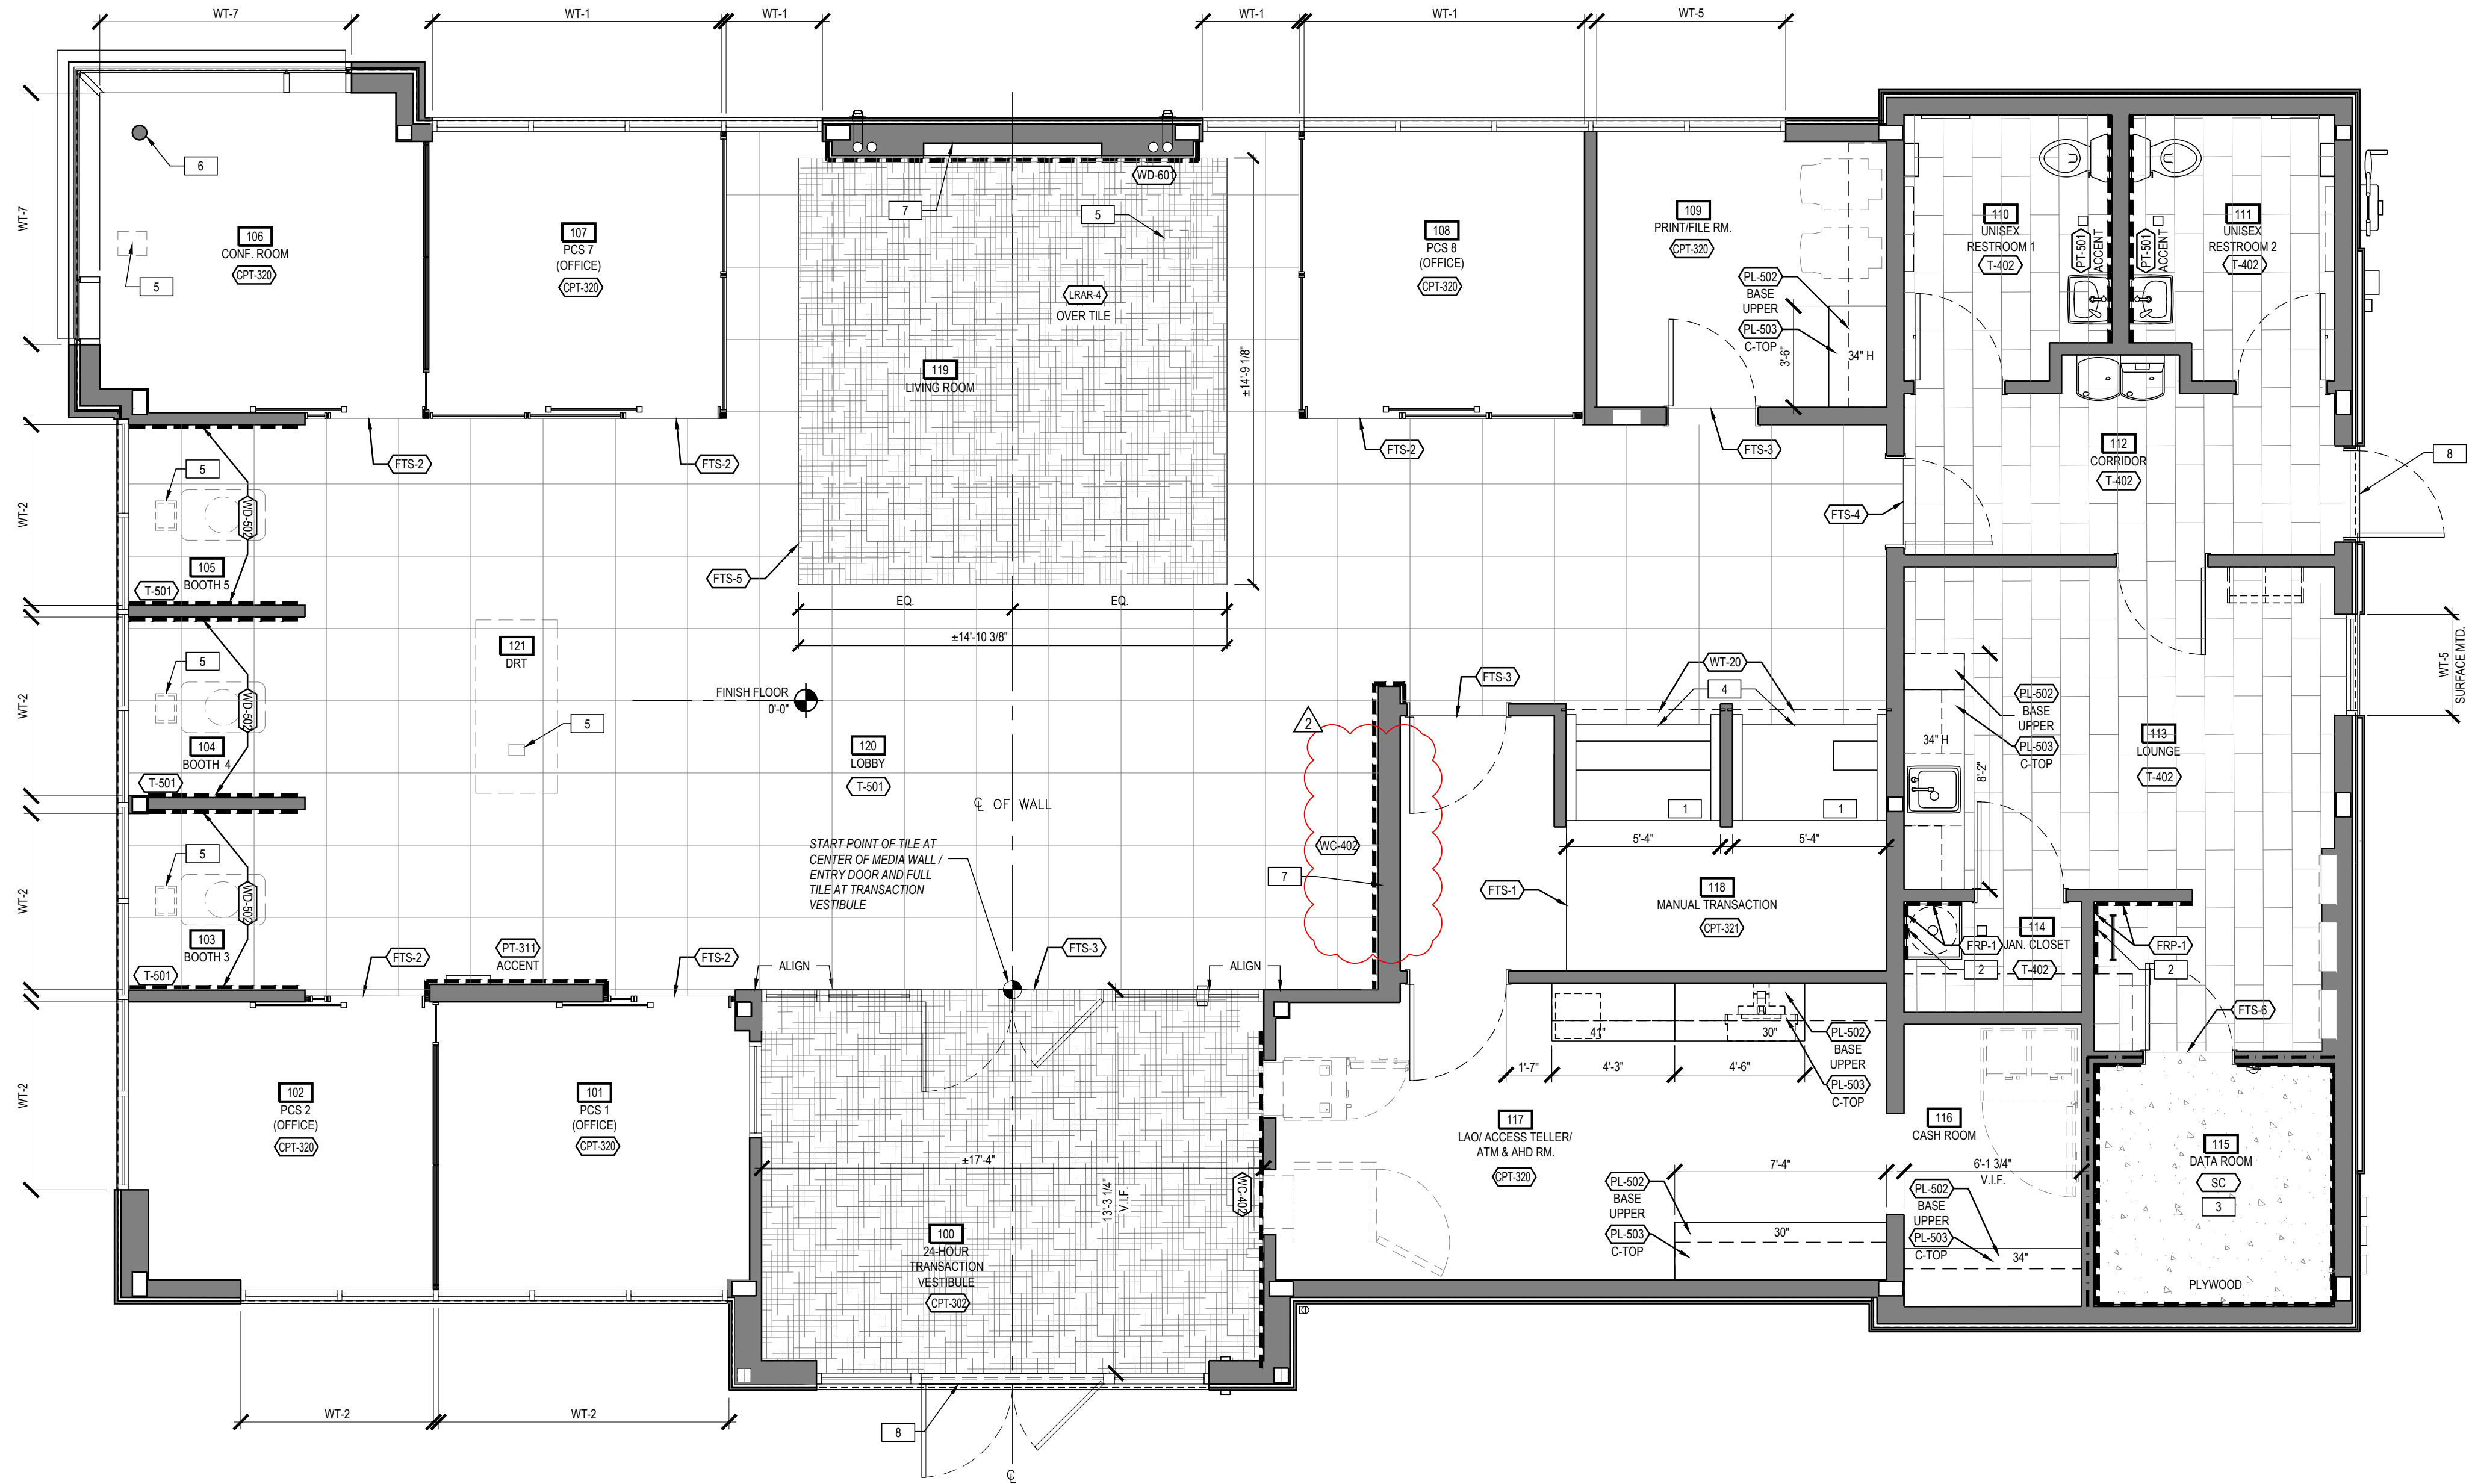 WT-7
WT-1
WT-1
WT-1
WT-1
WT-5
WT-7
6
5
106
CONF. ROOM
CPT-320
107
PCS 7
(OFFICE)
CPT-320
7
WD-601
5
LRAR-4
OVER TILE
119
LIVING ROOM
±14'-9 1/8"
108
PCS 8
(OFFICE)
CPT-320
109
PRINT/FILE RM.
CPT-320
PL-502
BASE
UPPER
PL-503
C-TOP
3'-6"
34" H
110
UNISEX
RESTROOM 1
T-402
PT-501
ACCENT
PT-501
ACCENT
111
UNISEX
RESTROOM 2
T-402
FTS-2
FTS-2
FTS-2
FTS-3
112
CORRIDOR
T-402
8
FTS-4
WT-2
5
WD-502
105
BOOTH 5
T-501
FTS-5
EQ.
EQ.
±14'-10 3/8"
WT-2
5
WD-502
104
BOOTH 4
T-501
121
DRT
5
FINISH FLOOR
0'-0"
120
LOBBY
T-501
℄ OF WALL
START POINT OF TILE AT
CENTER OF MEDIA WALL /
ENTRY DOOR AND FULL
TILE AT TRANSACTION
VESTIBULE
FTS-3
WT-20
4
2
WC-402
7
1
1
5'-4"
5'-4"
FTS-1
118
MANUAL TRANSACTION
CPT-321
PL-502
BASE
UPPER
PL-503
C-TOP
34" H
8'-2"
113
LOUNGE
T-402
WT-5
SURFACE MTD.
WT-2
5
WD-502
103
BOOTH 3
T-501
FTS-2
PT-311
ACCENT
FTS-2
ALIGN
FTS-3
ALIGN
FRP-1
2
114
JAN. CLOSET
T-402
FRP-1
2
FTS-6
WT-2
102
PCS 2
(OFFICE)
CPT-320
101
PCS 1
(OFFICE)
CPT-320
±17'-4"
13'-3 1/4"
V.I.F.
WC-402
100
24-HOUR
TRANSACTION
VESTIBULE
CPT-302
41"
30"
1'-7"
4'-3"
4'-6"
PL-502
BASE
UPPER
PL-503
C-TOP
117
LAO/ ACCESS TELLER/
ATM & AHD RM.
CPT-320
116
CASH ROOM
7'-4"
6'-1 3/4"
V.I.F.
PL-502
BASE
UPPER
PL-503
C-TOP
30"
PL-502
BASE
UPPER
PL-503
C-TOP
34"
115
DATA ROOM
SC
3
PLYWOOD
WT-2
WT-2
8
℄